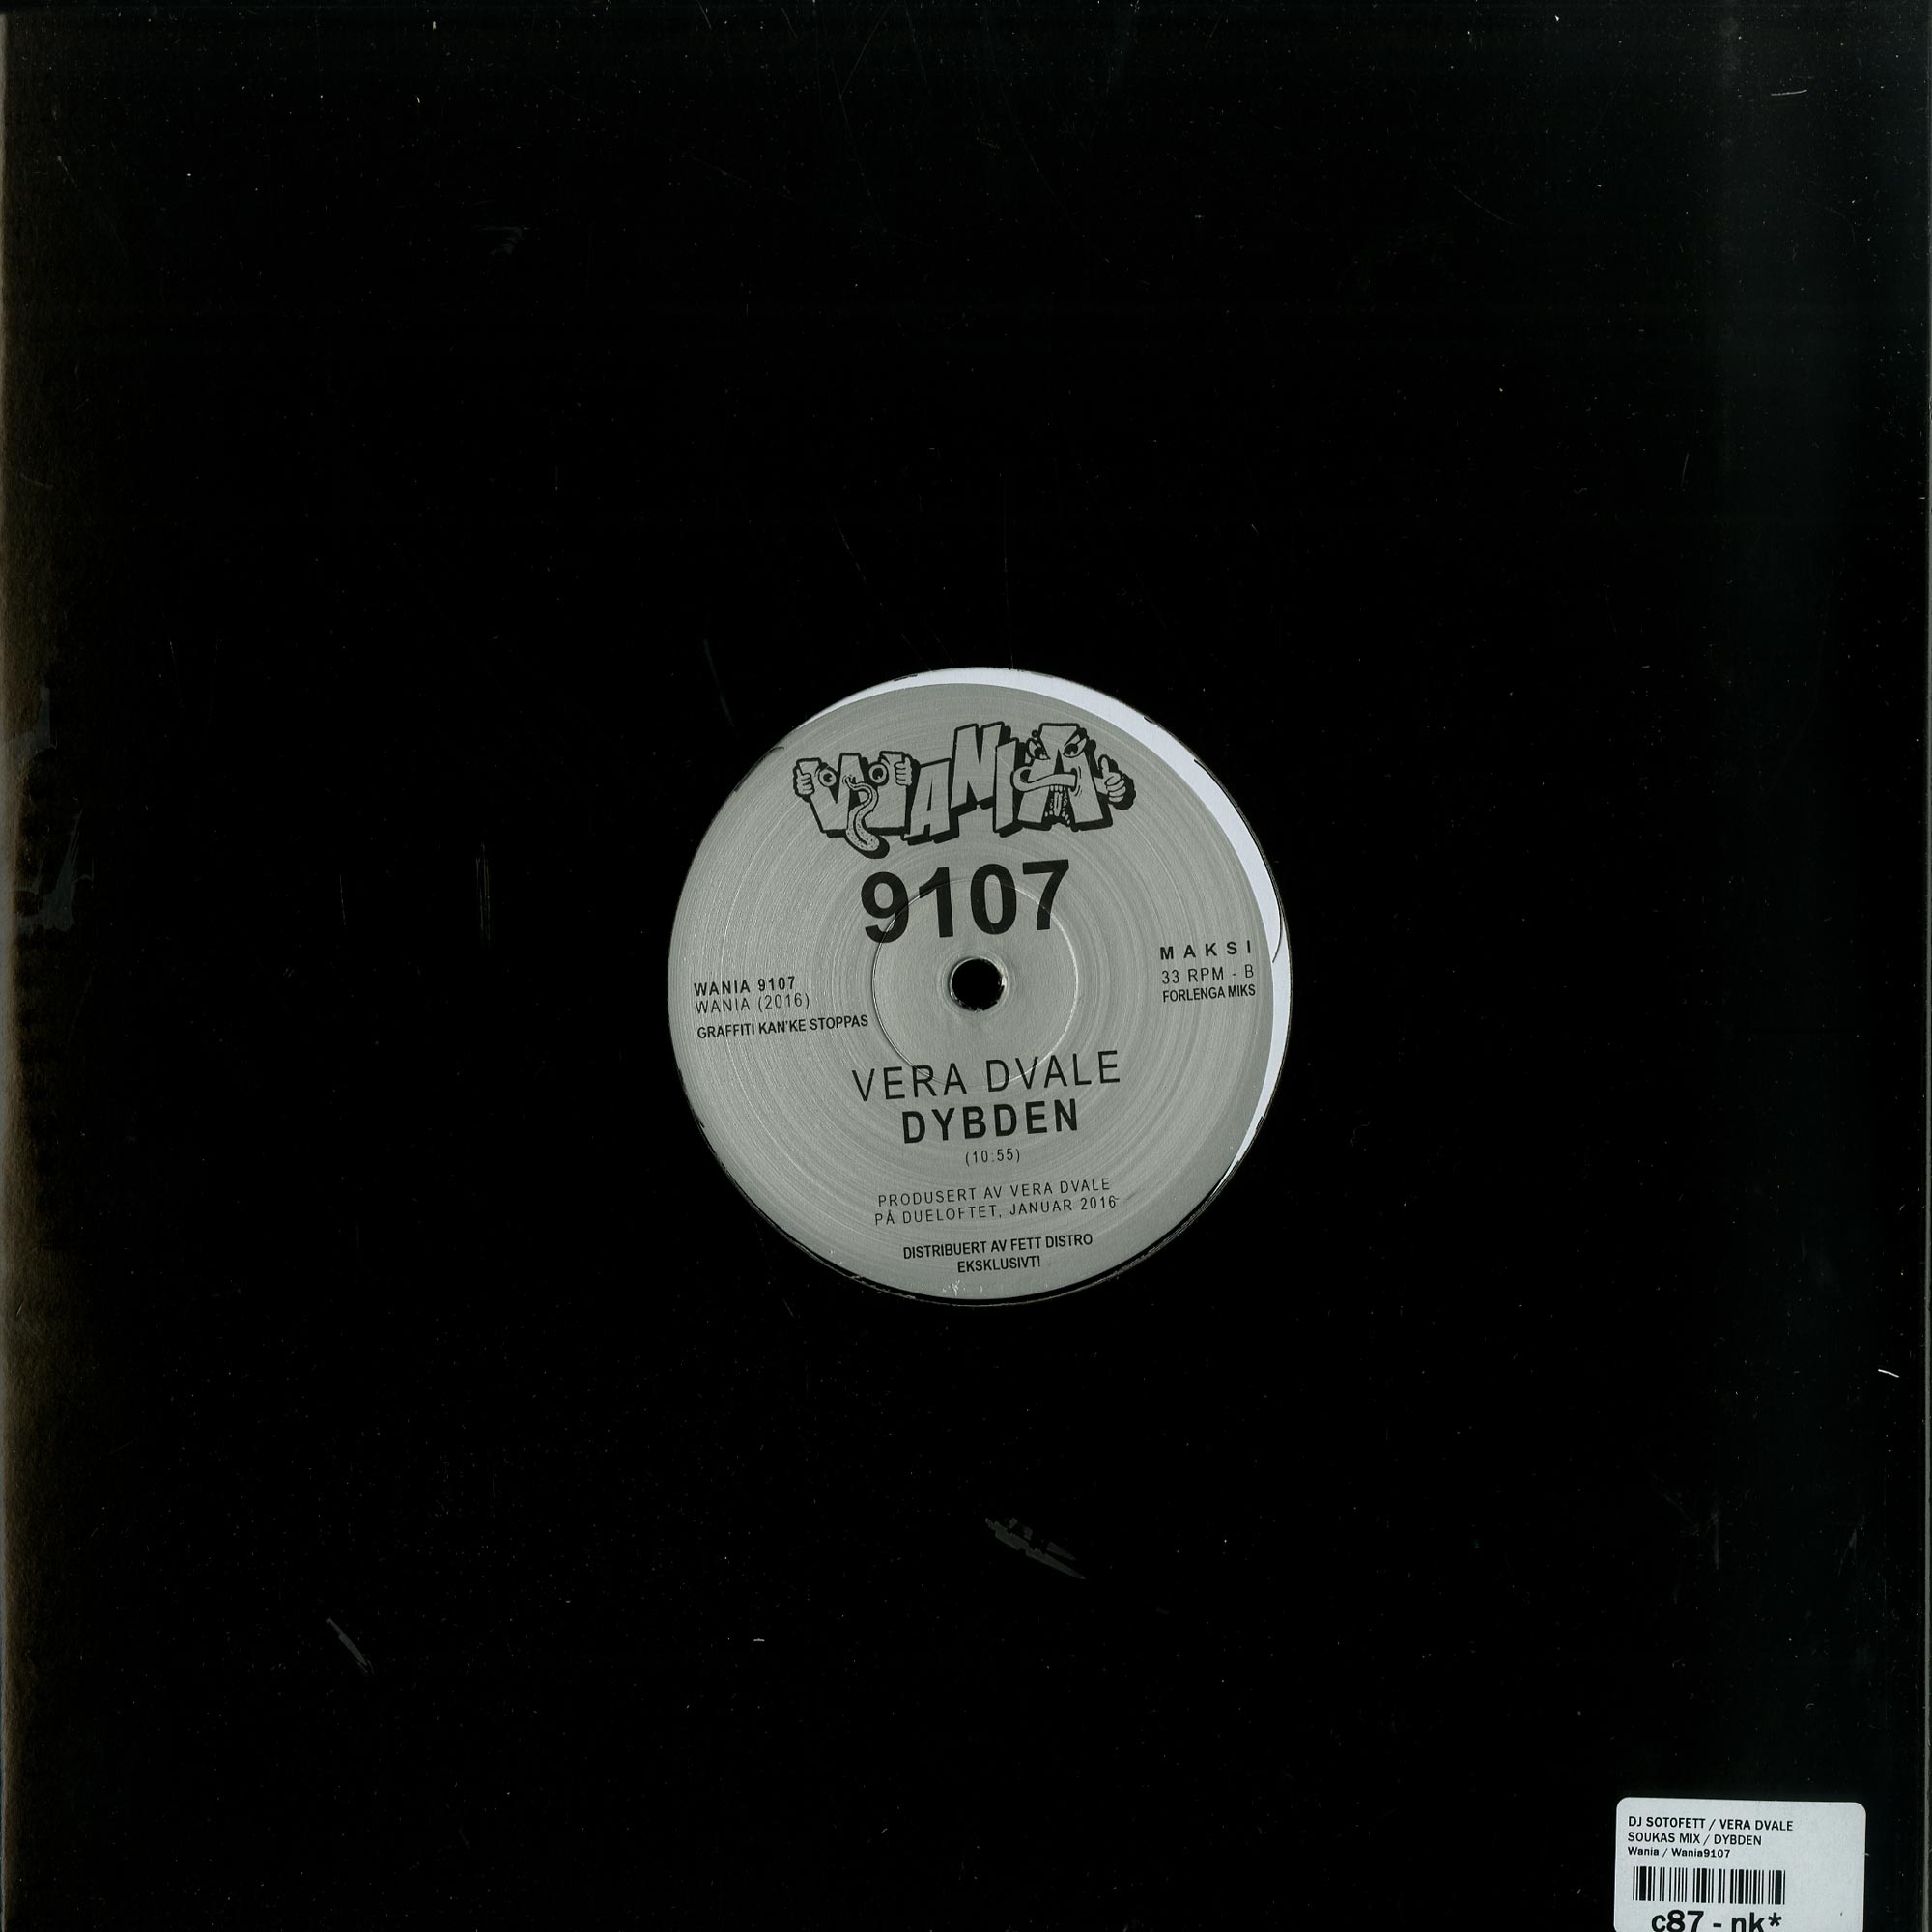 WANIA
9107
WANIA 9107
WANIA (2016)
GRAFFITI KAN'KE STOPPAS
MAKSI
33 RPM - B
FORLENGA MIKS
VERA DVALE
DYBDEN
(10:55)
PRODUSERT AV VERA DVALE
PÅ DUELOFTET, JANUAR 2016
DISTRIBUERT AV FETT DISTRO
EKSKLUSIVT!
DJ SOTOFETT / VERA DVALE
SOUKAS MIX / DYBDEN
Wania / Wania9107
c87 - nk*